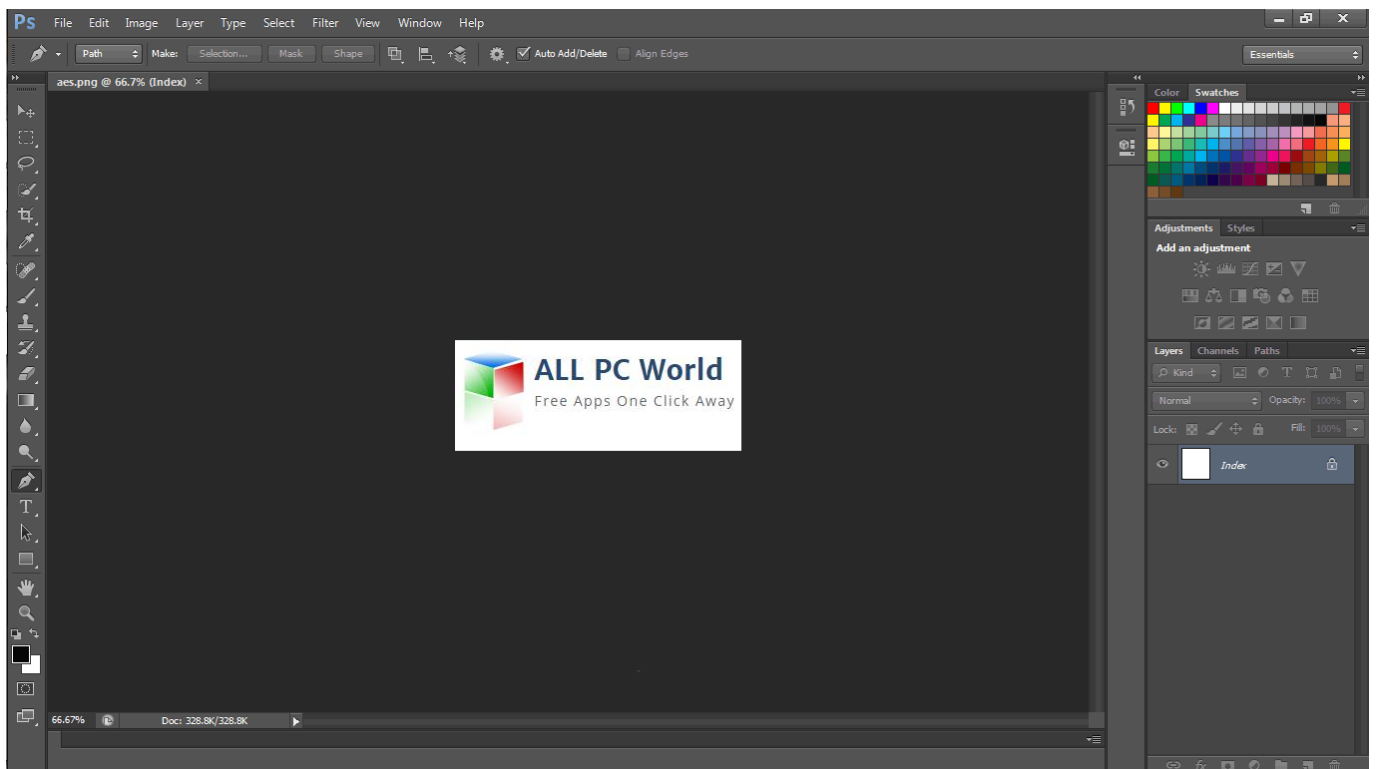 Ps File Edit Image Layer Type Select Filter View Window Help
Path Make: Selection... Mask Shape Auto Add/Delete Align Edges Essentials
aes.png @ 66.7% (Index) ×
Color Swatches
Adjustments Styles
Add an adjustment
ALL PC World
Free Apps One Click Away
Layers Channels Paths
Kind T
Normal Opacity: 100%
Lock: Fill: 100%
Index
T
66.67% Doc: 328.8K/328.8K
fx